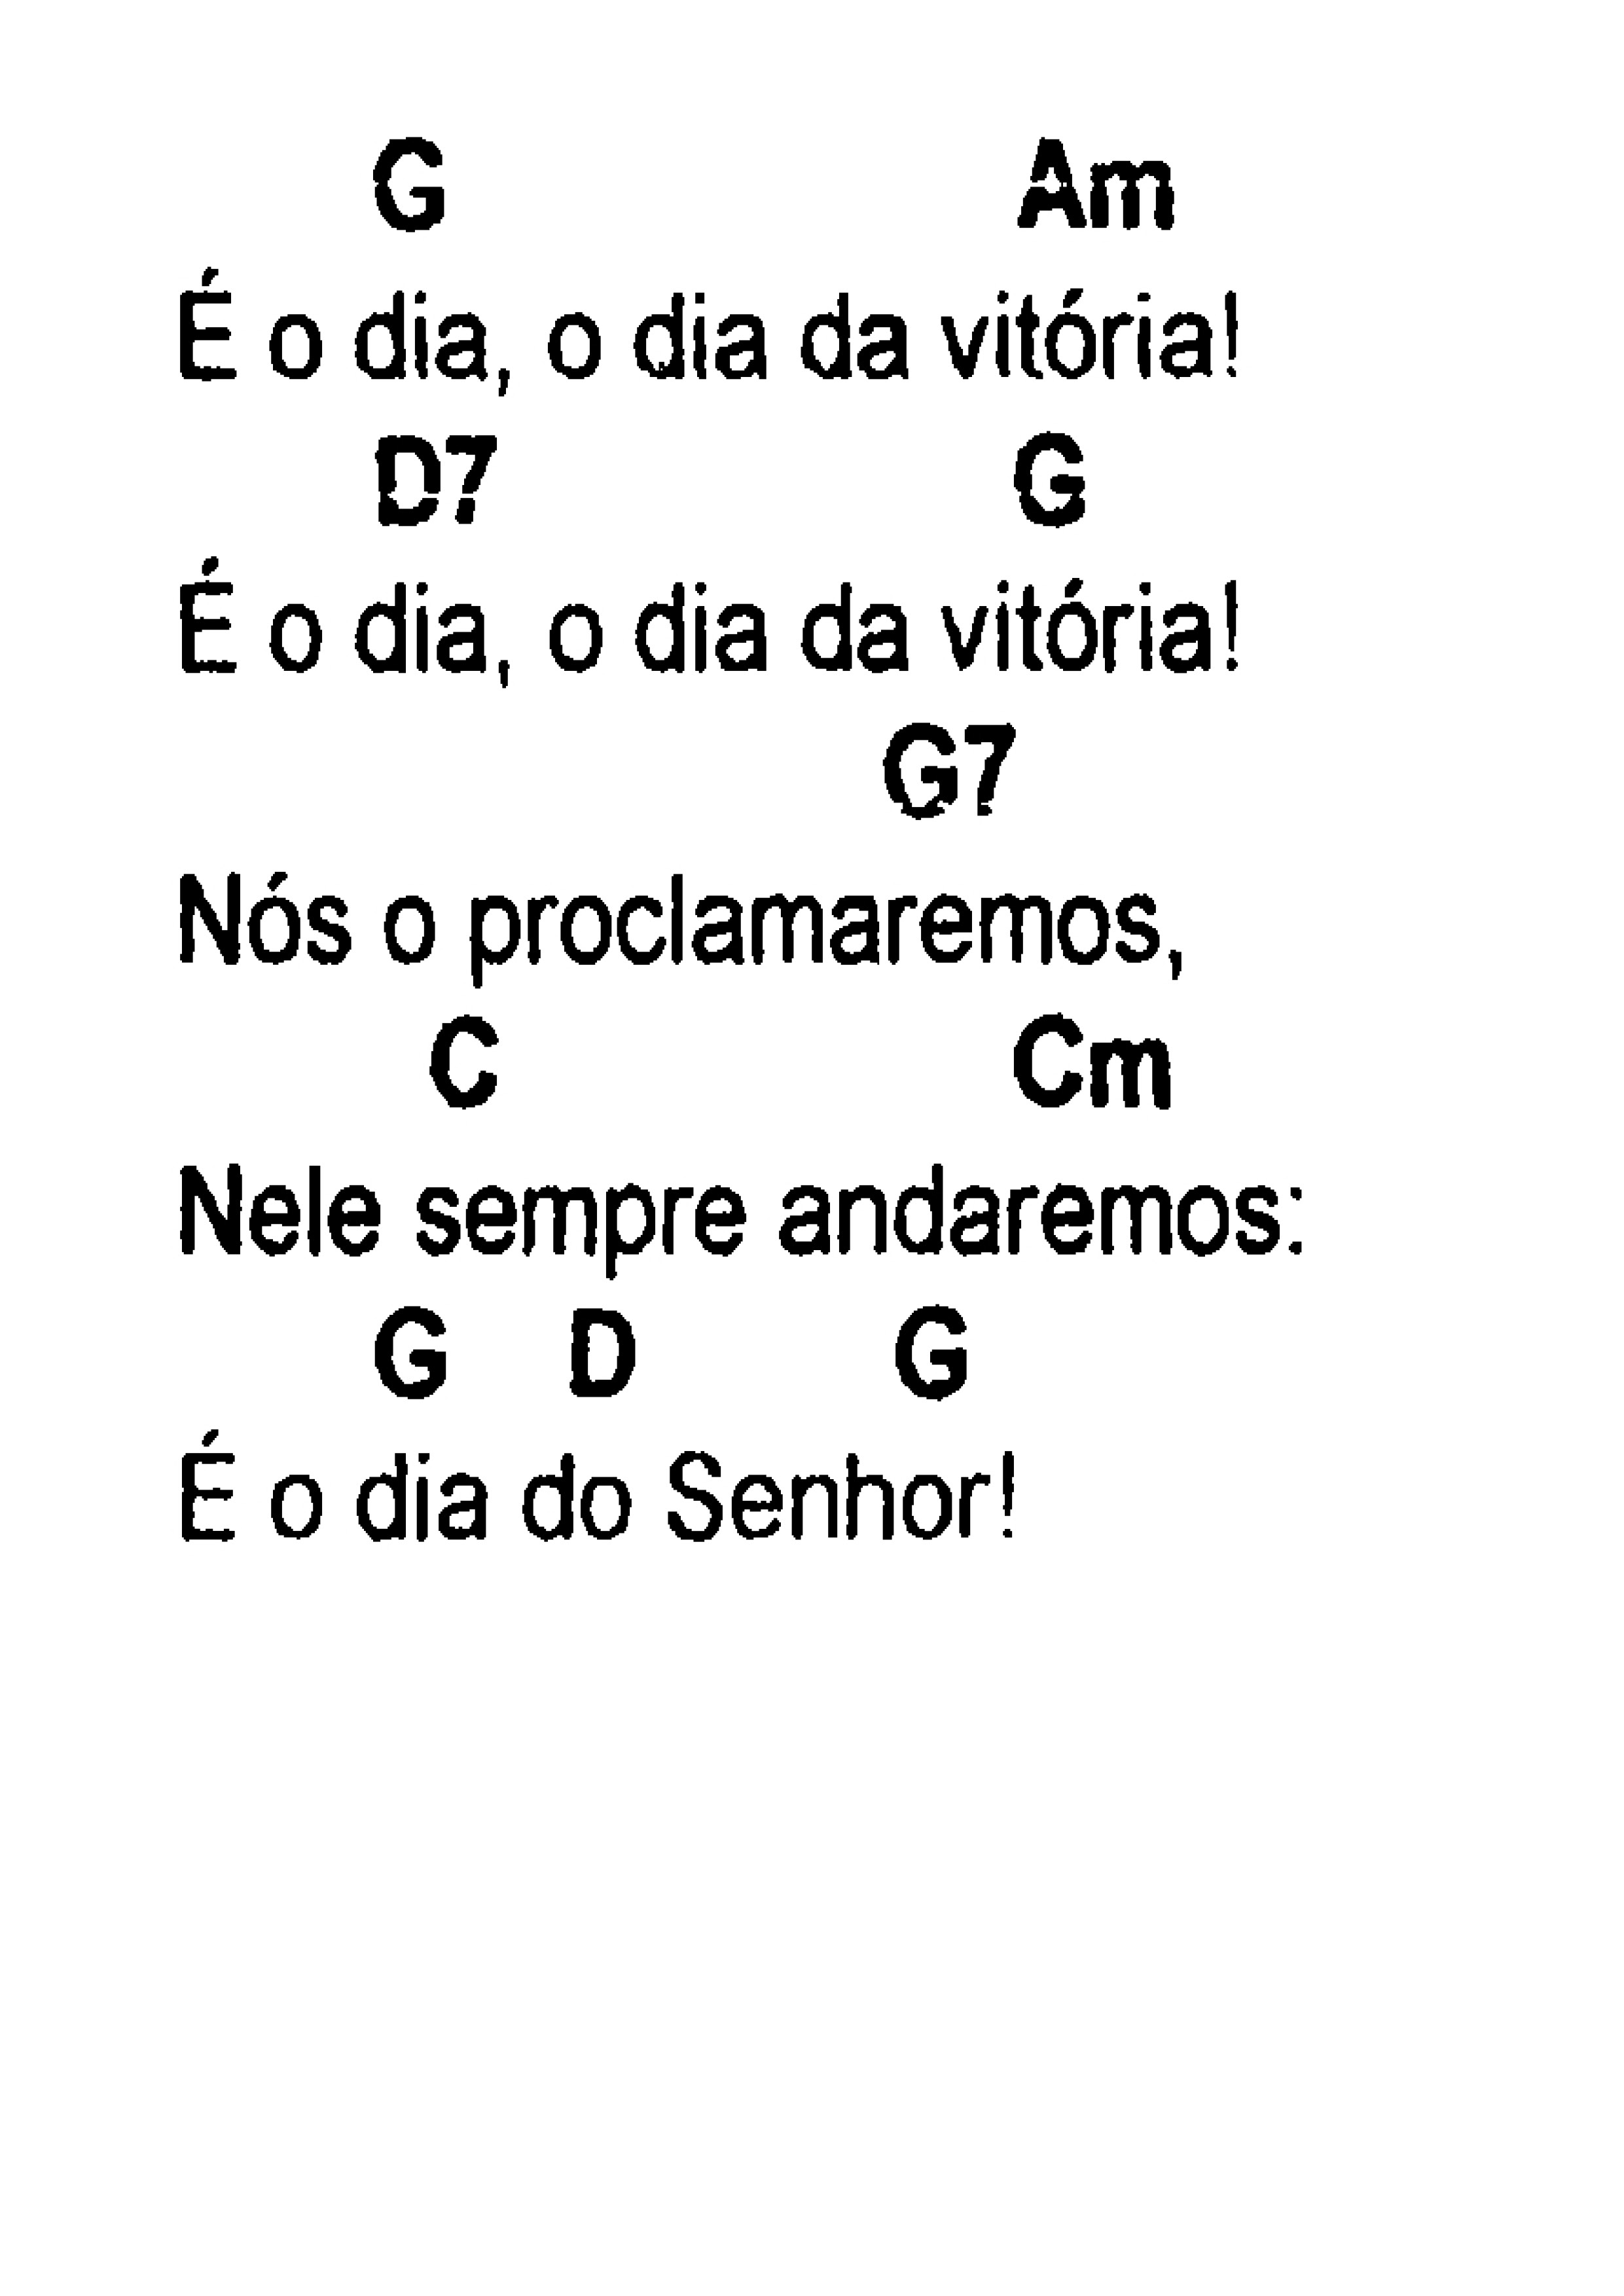 G Am
É o dia, o dia da vitória!
D7 G
É o dia, o dia da vitória!
G7
Nós o proclamaremos,
C Cm
Nele sempre andaremos:
G D G
É o dia do Senhor!